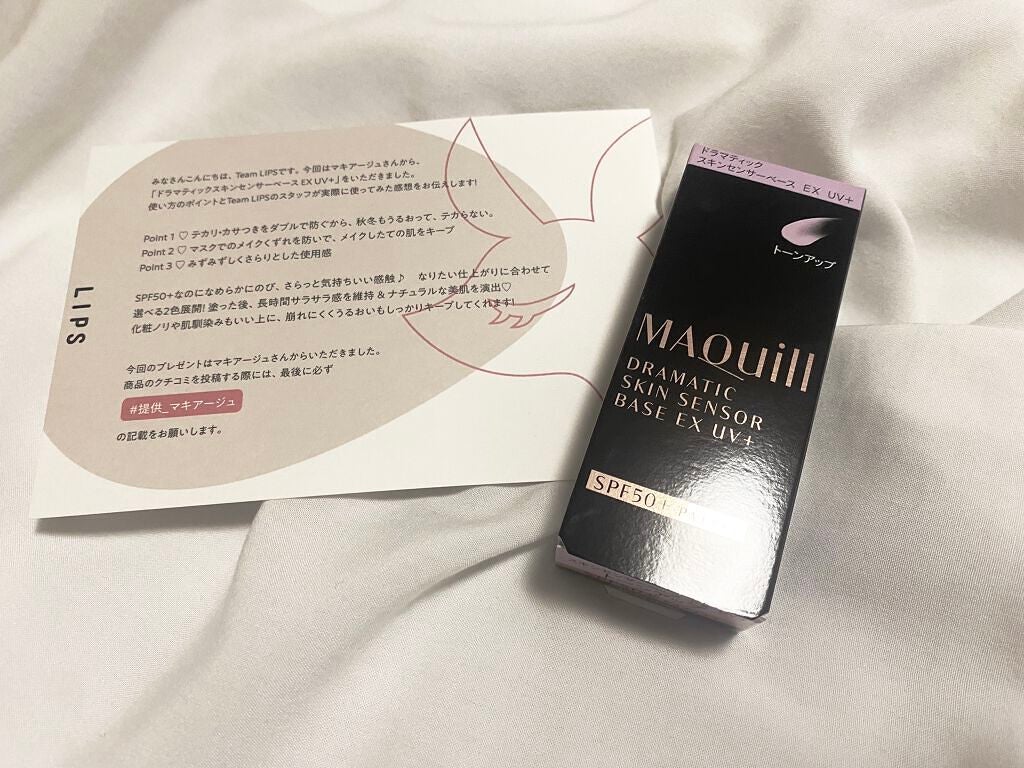 みなさんこんにちは、Team LIPSです。今回はマキアージュさんから、
「ドラマティックスキンセンサーベース EX UV+」をいただきました。
使い方のポイントとTeam LIPSのスタッフが実際に使ってみた感想をお伝えします!
Point 1 ♡ テカリ・カサつきをダブルで防ぐから、秋冬もうるおって、テカらない。
Point 2 ♡ マスクでのメイクくずれを防いで、メイクしたての肌をキープ
Point 3 ♡ みずみずしくさらりとした使用感
SPF50+なのになめらかにのび、さらっと気持ちいい感触♪ なりたい仕上がりに合わせて
選べる2色展開! 塗った後、長時間サラサラ感を維持 & ナチュラルな美肌を演出♡
化粧ノリや肌馴染みもいい上に、崩れにくくうるおいもしっかりキープしてくれます!
今回のプレゼントはマキアージュさんからいただきました。
商品のクチコミを投稿する際には、最後に必ず
#提供_マキアージュ
の記載をお願いします。
LIPS
ドラマティック
スキンセンサーベース EX UV+
トーンアップ
MAQuill
DRAMATIC
SKIN SENSOR
BASE EX UV+
SPF50+